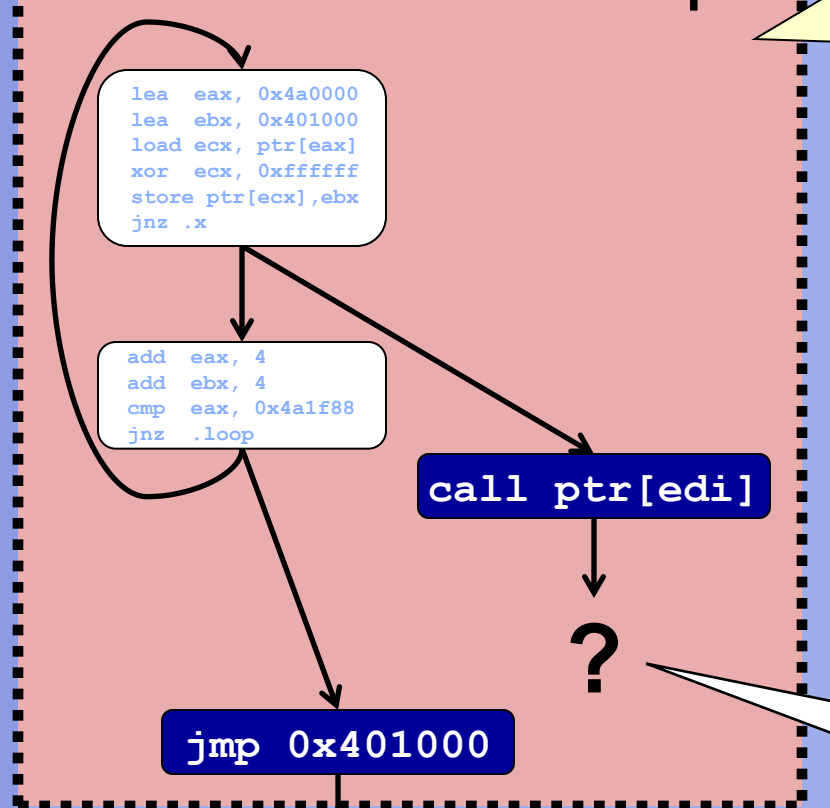 lea eax, 0x4a0000
lea ebx, 0x401000
load ecx, ptr[eax]
xor ecx, 0xffffff
store ptr[ecx],ebx
jnz .x
add eax, 4
add ebx, 4
cmp eax, 0x4a1f88
jnz .loop
call ptr[edi]
?
jmp 0x401000